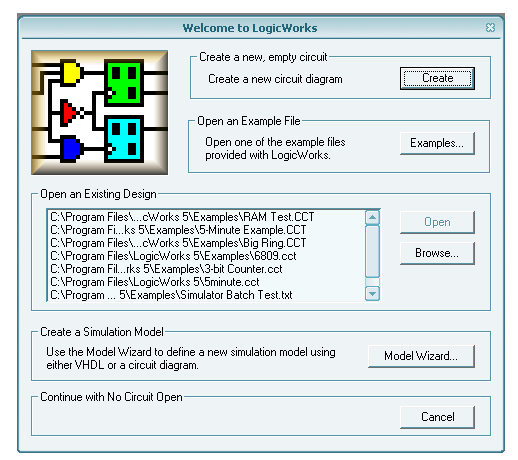 Welcome to LogicWorks
Create a new, empty circuit
Create a new circuit diagram
Create
Open an Example File
Open one of the example files
provided with LogicWorks.
Examples...
Open an Existing Design
C:\Program Files\...cWorks 5\Examples\RAM Test.CCT
C:\Program Fi...ks 5\Examples\5-Minute Example.CCT
C:\Program Files\...cWorks 5\Examples\Big Ring.CCT
C:\Program Files\LogicWorks 5\Examples\6809.cct
C:\Program Fil...rks 5\Examples\3-bit Counter.cct
C:\Program Files\LogicWorks 5\5minute.cct
C:\Program ... 5\Examples\Simulator Batch Test.txt
Open
Browse...
Create a Simulation Model
Use the Model Wizard to define a new simulation model using
either VHDL or a circuit diagram.
Model Wizard...
Continue with No Circuit Open
Cancel